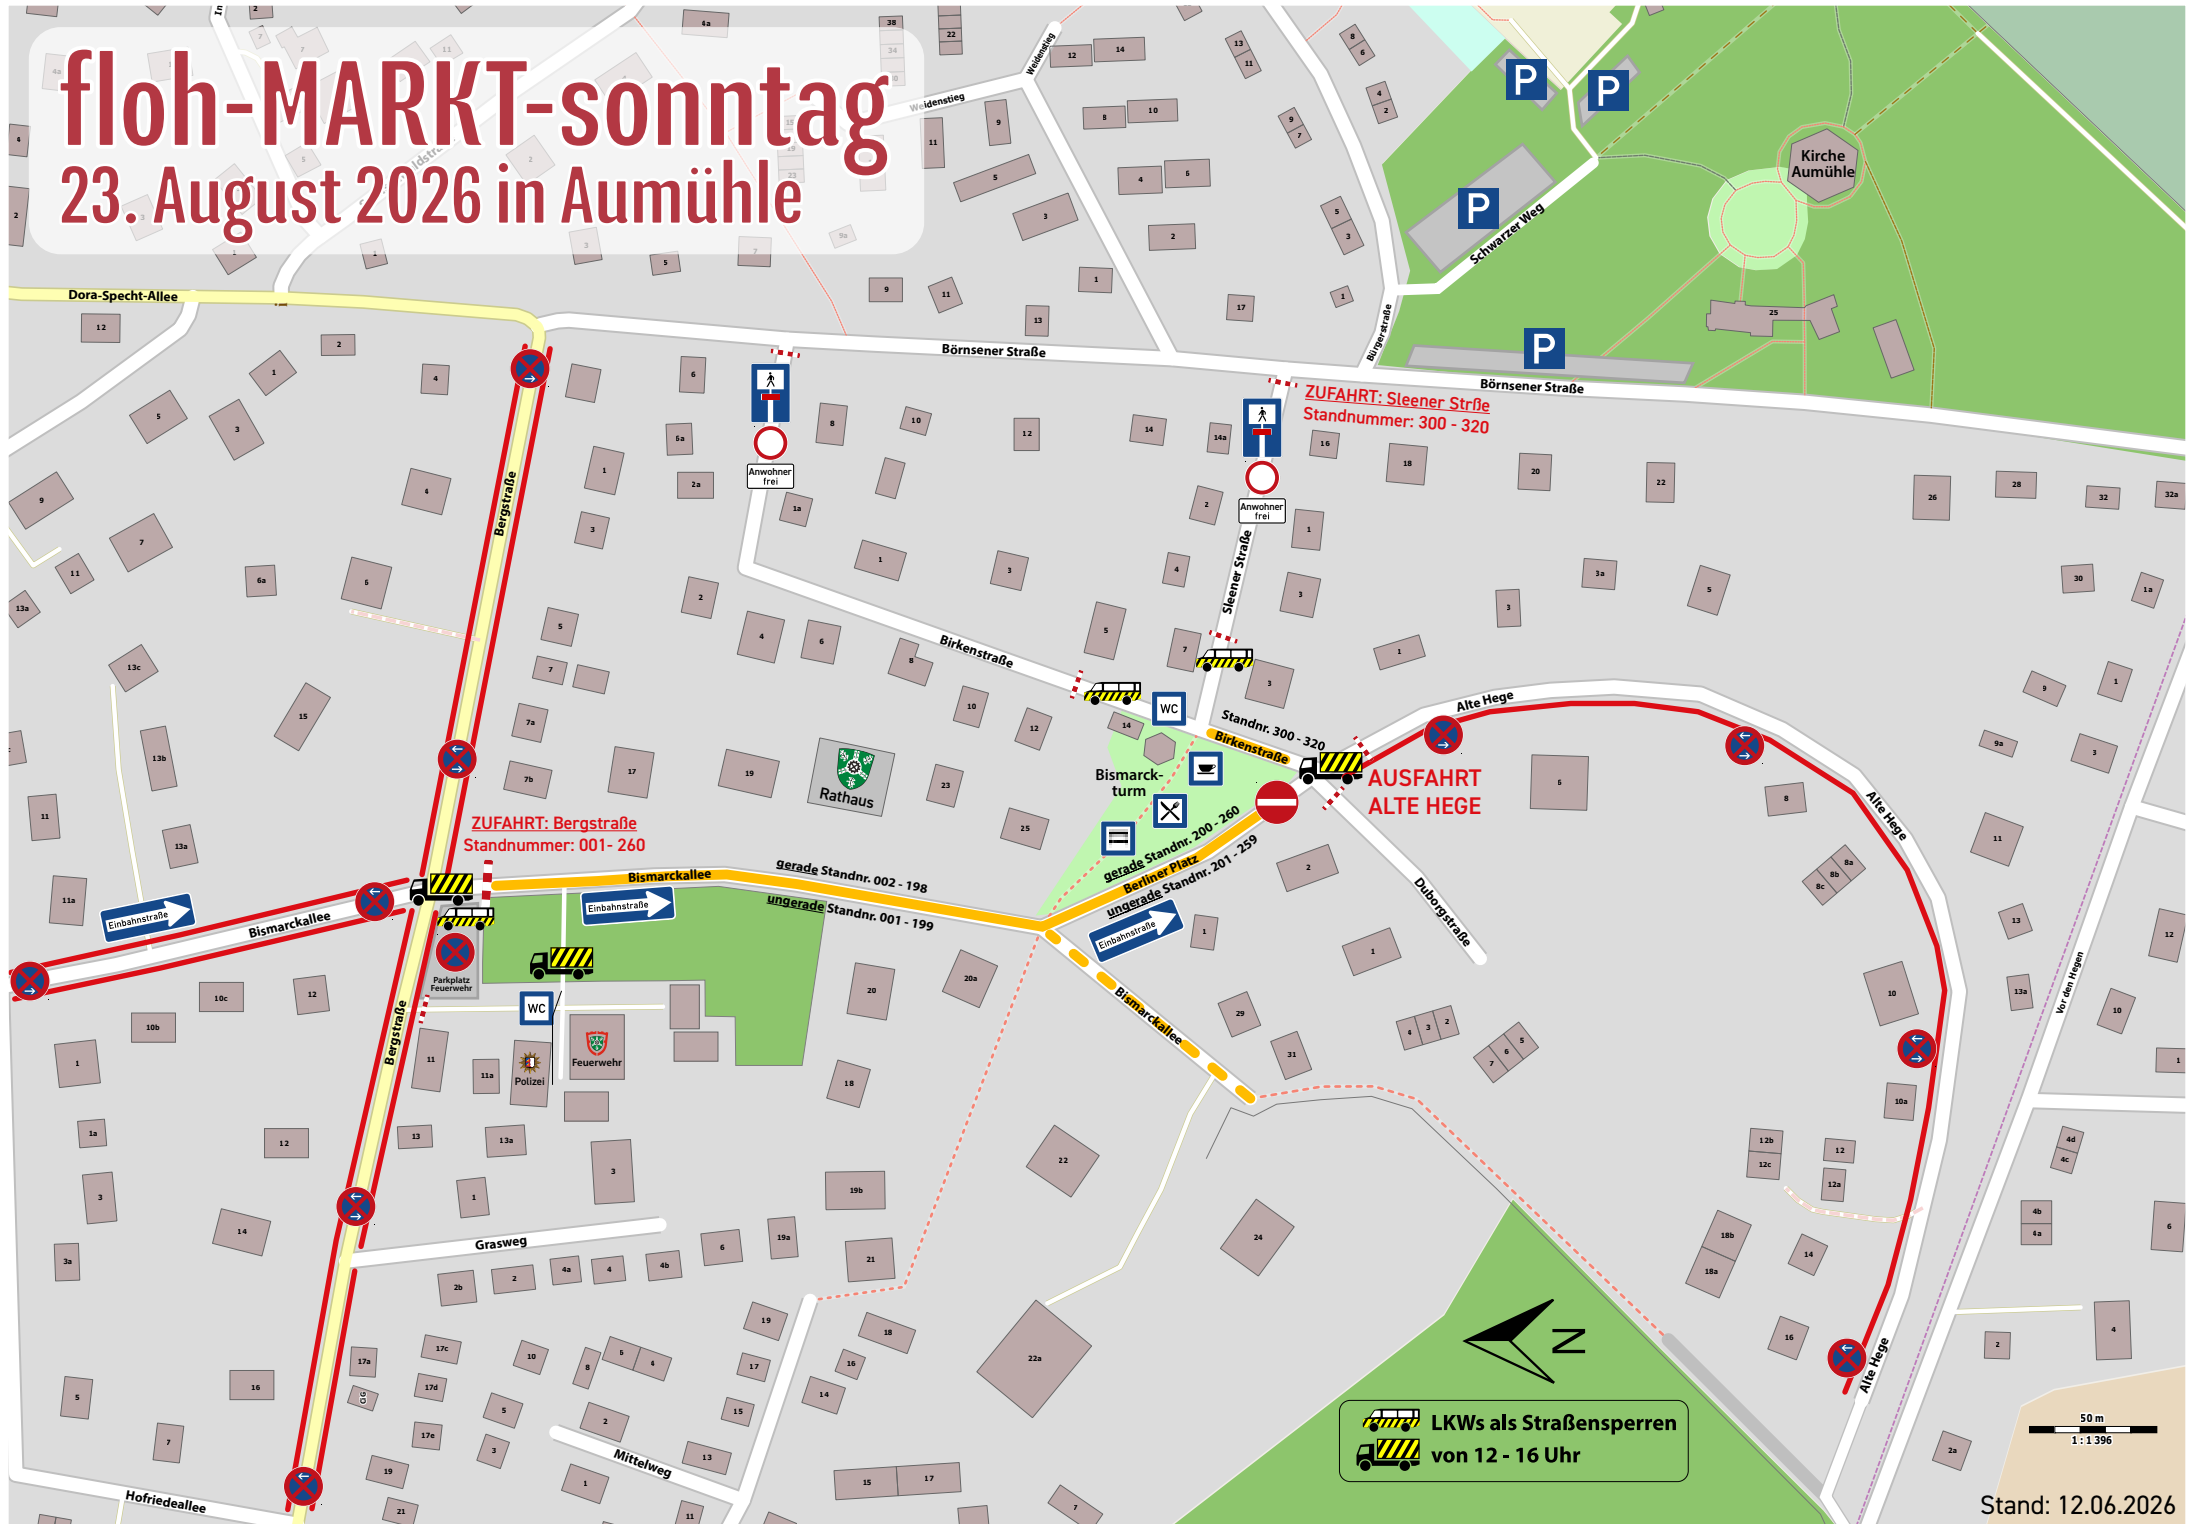 floh-MARKT-sonntag
23. August 2026 in Aumühle
Weidenstieg
Weidenstieg
Kirche
Aumühle
Schwarzer Weg
Bürgerstraße
Dora-Specht-Allee
Börnsener Straße
Börnsener Straße
ZUFAHRT: Sleener Strße
Standnummer: 300 - 320
Anwohner
frei
Anwohner
frei
Bergstraße
Sleener Straße
Birkenstraße
WC
Standnr. 300 - 320
Birkenstraße
Alte Hege
AUSFAHRT
ALTE HEGE
Alte Hege
Bismarck-
turm
Rathaus
ZUFAHRT: Bergstraße
Standnummer: 001- 260
gerade Standnr. 200 - 260
Berliner Platz
ungerade Standnr. 201 - 259
Bismarckallee
gerade Standnr. 002 - 198
ungerade Standnr. 001 - 199
Einbahnstraße
Einbahnstraße
Einbahnstraße
Bismarckallee
Duborgstraße
Parkplatz
Feuerwehr
WC
Polizei
Feuerwehr
Bergstraße
Bismarckallee
Vor den Hegen
Grasweg
Mittelweg
Hofriedeallee
Alte Hege
N
LKWs als Straßensperren
von 12 - 16 Uhr
50 m
1 : 1 396
Stand: 12.06.2026
P
P
P
P